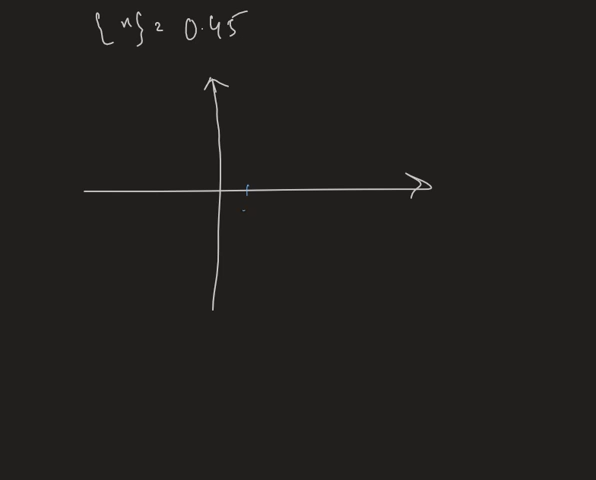 {x} = 0.45